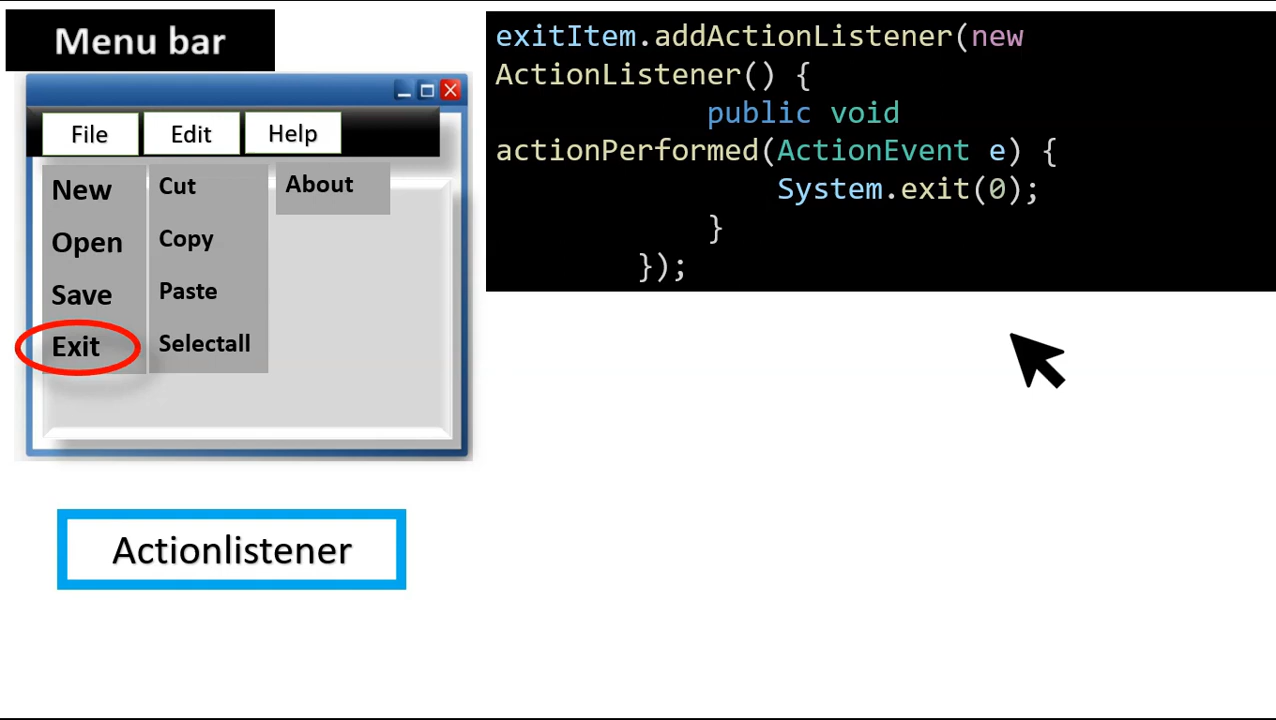 Menu bar
File Edit Help
New Cut About
Open Copy
Save Paste
Exit Selectall
Actionlistener
exitItem.addActionListener(new
ActionListener() {
public void
actionPerformed(ActionEvent e) {
System.exit(0);
}
});